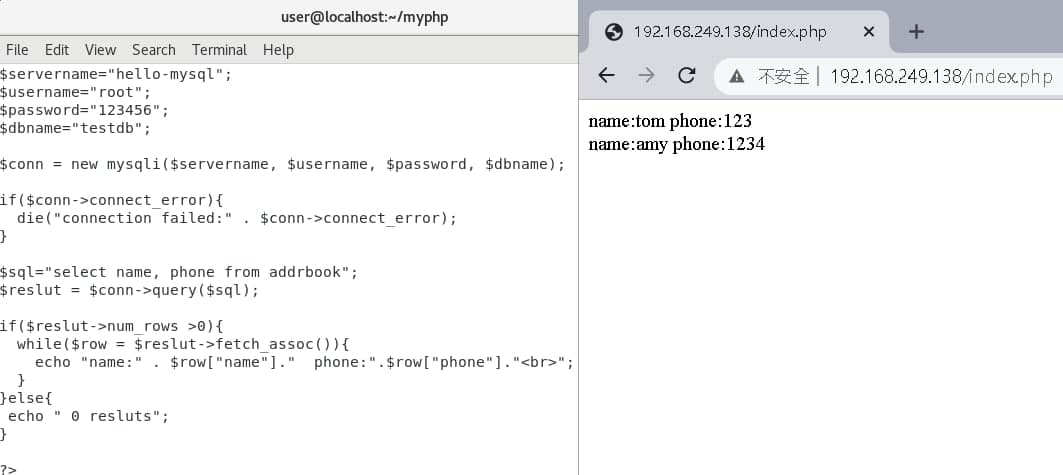 user@localhost:~/myphp
File Edit View Search Terminal Help
$servername="hello-mysql";
$username="root";
$password="123456";
$dbname="testdb";
$conn = new mysqli($servername, $username, $password, $dbname);
if($conn->connect_error){
  die("connection failed:" . $conn->connect_error);
}
$sql="select name, phone from addrbook";
$reslut = $conn->query($sql);
if($reslut->num_rows >0){
  while($row = $reslut->fetch_assoc()){
    echo "name:" . $row["name"]."  phone:".$row["phone"]."<br>";
  }
}else{
 echo " 0 resluts";
}
?>
192.168.249.138/index.php
不安全 | 192.168.249.138/index.php
name:tom phone:123
name:amy phone:1234